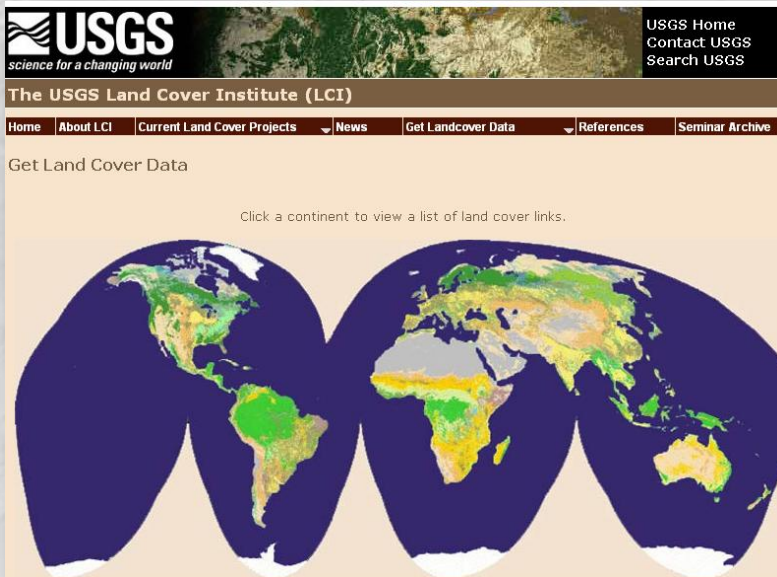 USGS
science for a changing world
USGS Home
Contact USGS
Search USGS
The USGS Land Cover Institute (LCI)
Home About LCI Current Land Cover Projects News Get Landcover Data References Seminar Archive
Get Land Cover Data
Click a continent to view a list of land cover links.